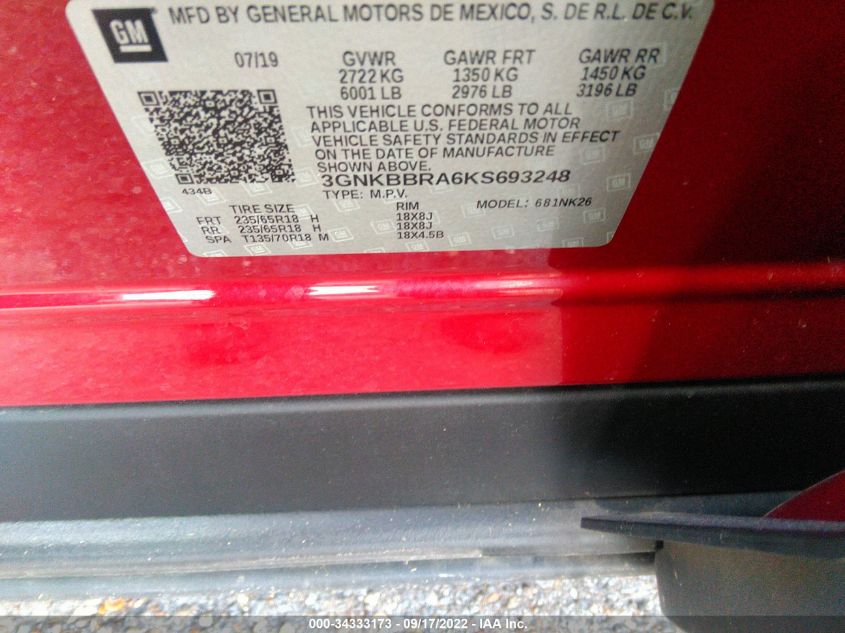 GM
MFD BY GENERAL MOTORS DE MEXICO, S. DE R.L. DE C.V.
07/19 GVWR GAWR FRT GAWR RR
2722 KG 1350 KG 1450 KG
6001 LB 2976 LB 3196 LB
THIS VEHICLE CONFORMS TO ALL
APPLICABLE U.S. FEDERAL MOTOR
VEHICLE SAFETY STANDARDS IN EFFECT
ON THE DATE OF MANUFACTURE
SHOWN ABOVE.
434B 3GNKBBRA6KS693248
TYPE: M.P.V. MODEL: 681NK26
TIRE SIZE RIM
FRT 235/65R18 H 18X8J
RR 235/65R18 H 18X8J
SPA T135/70R18 M 18X4.5B
000-34333173 - 09/17/2022 - IAA Inc.